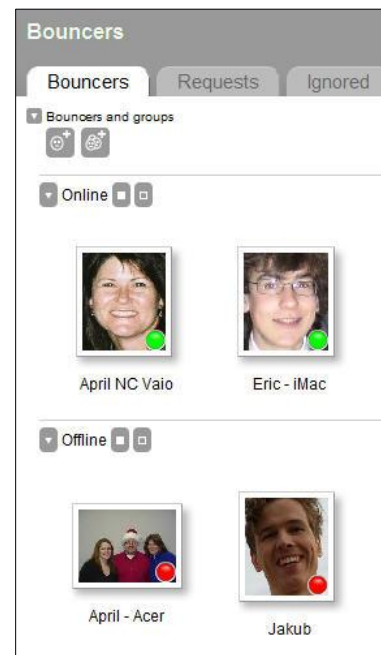 Bouncers
Bouncers Requests Ignored
Bouncers and groups
Online
April NC Vaio Eric - iMac
Offline
April - Acer Jakub